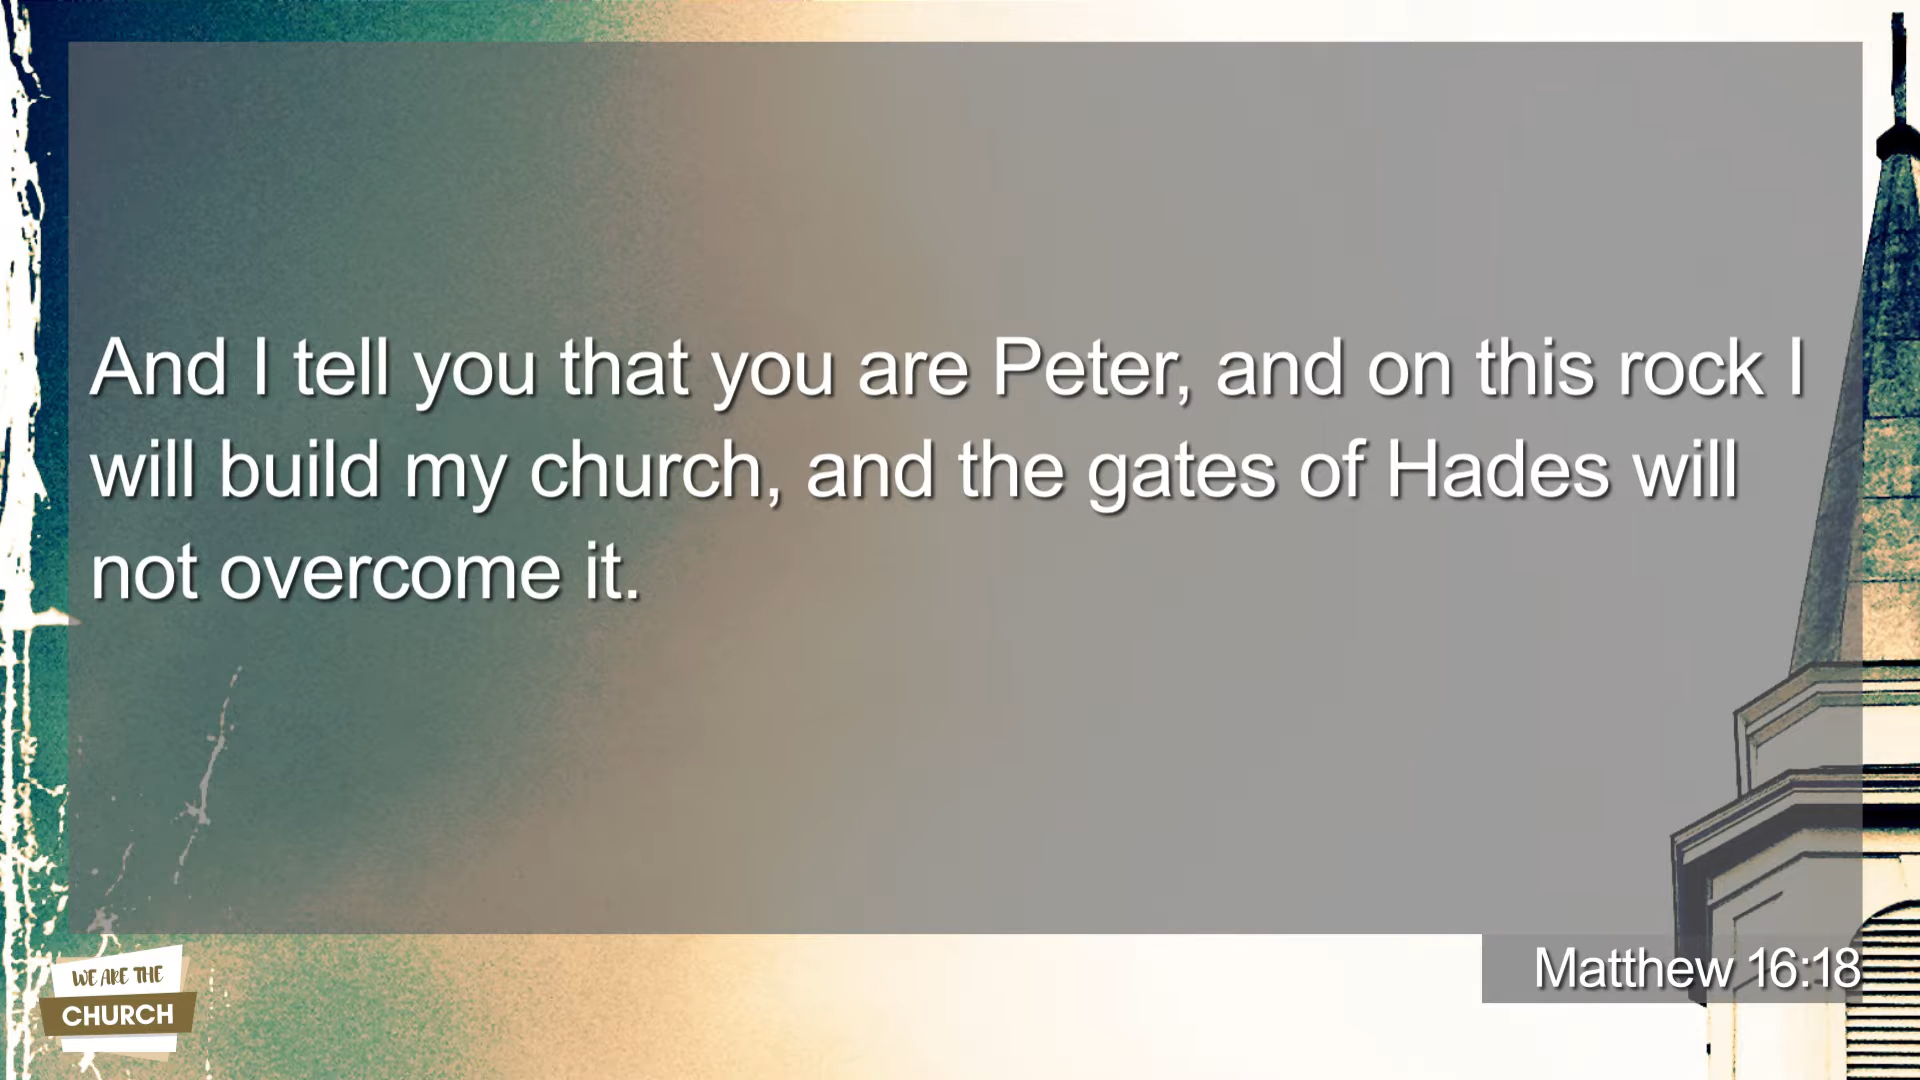 And I tell you that you are Peter, and on this rock I
will build my church, and the gates of Hades will
not overcome it.
Matthew 16:18
WE ARE THE
CHURCH